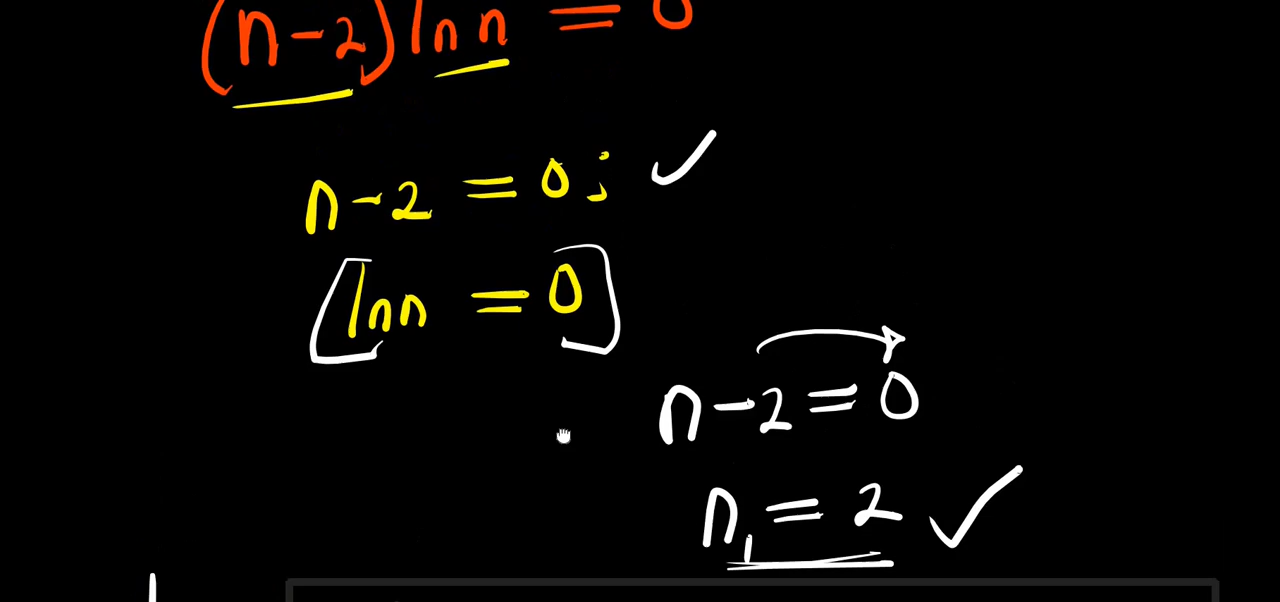 (n-2) ln n = 0
n-2 = 0;
[ln n = 0]
n-2 = 0
n₁ = 2